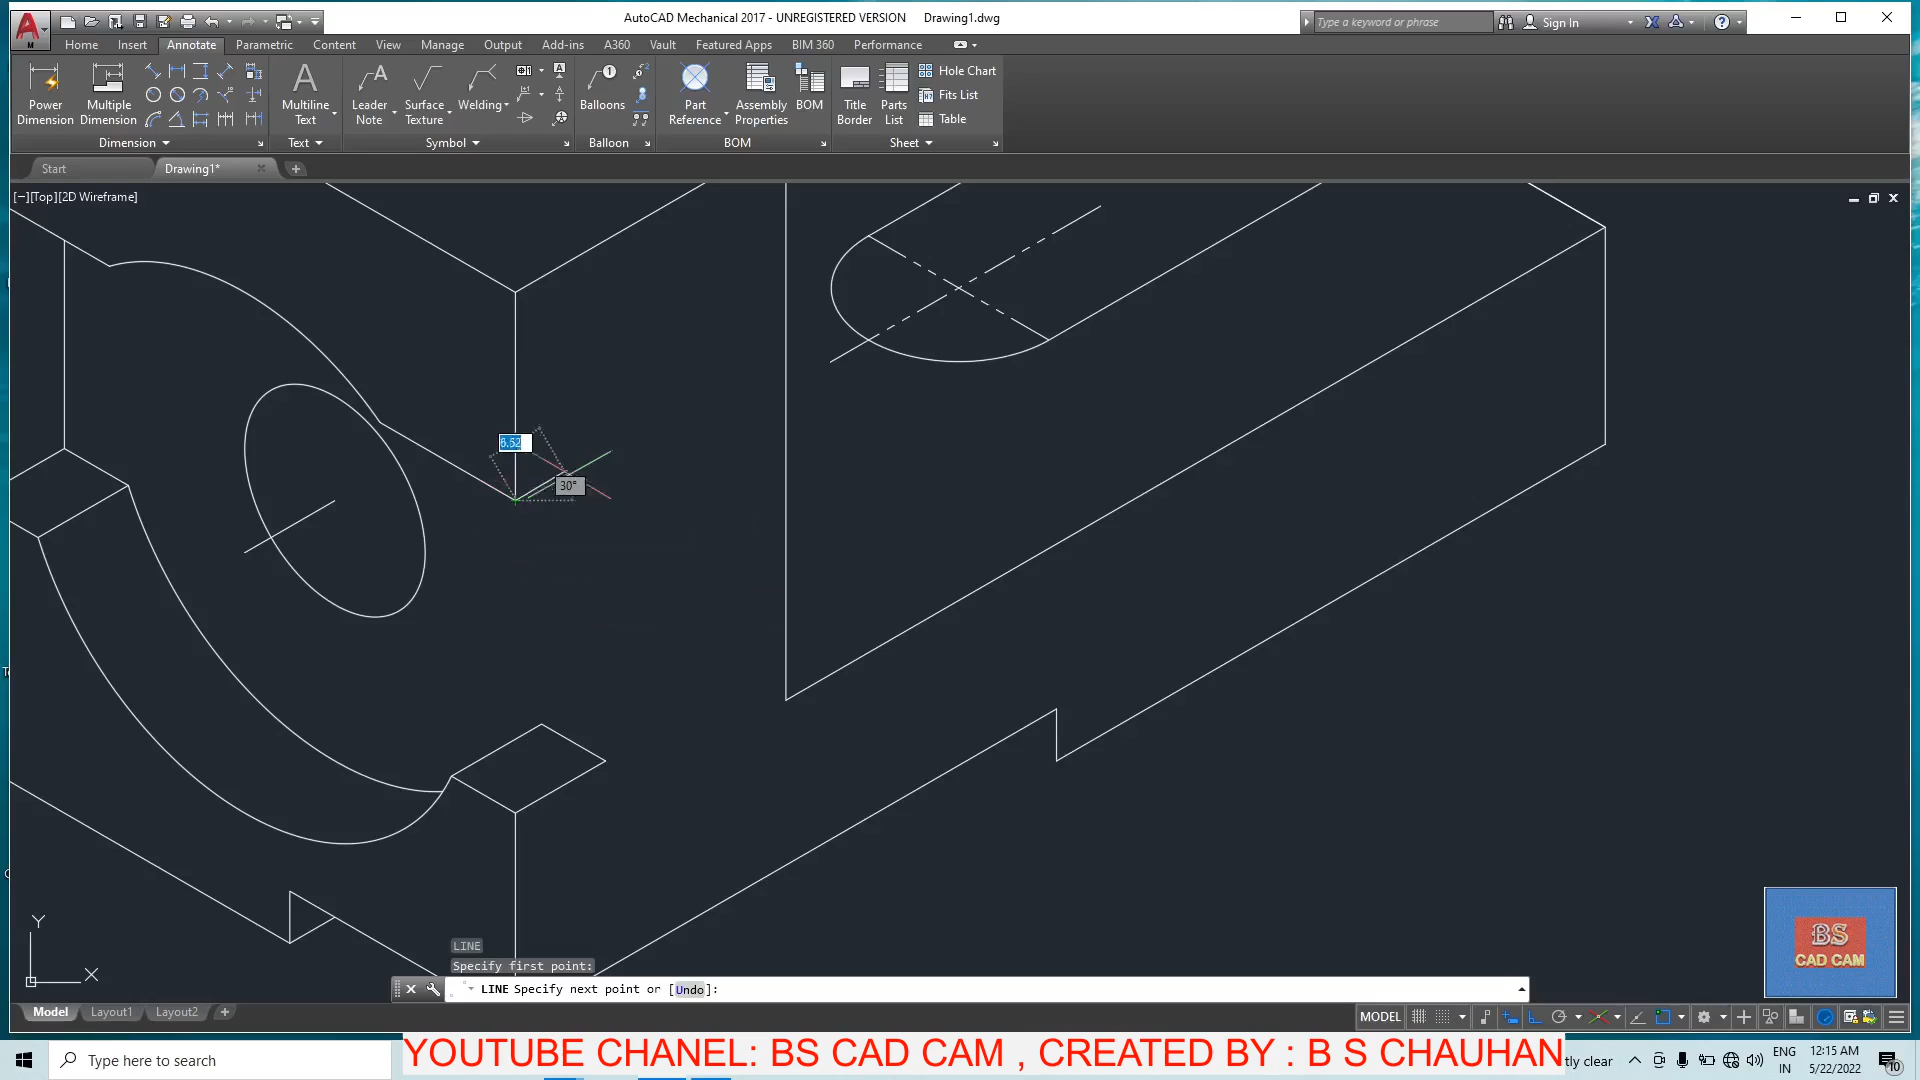 AutoCAD Mechanical 2017 - UNREGISTERED VERSION Drawing1.dwg
Type a keyword or phrase
Sign In
Home Insert Annotate Parametric Content View Manage Output Add-ins A360 Vault Featured Apps BIM 360 Performance
Power Dimension
Multiple Dimension
Multiline Text
Leader Note
Surface Texture
Welding
Balloons
Part Reference
Assembly Properties
BOM
Title Border
Parts List
Hole Chart
Fits List
Table
Dimension Text Symbol Balloon BOM Sheet
Start Drawing1*
[−][Top][2D Wireframe]
6.52
30°
Y
X
BS
CAD CAM
LINE
Specify first point:
LINE Specify next point or [Undo]:
Model Layout1 Layout2
MODEL
Type here to search
YOUTUBE CHANEL: BS CAD CAM , CREATED BY : B S CHAUHAN
tly clear
ENG
IN
12:15 AM
5/22/2022
10